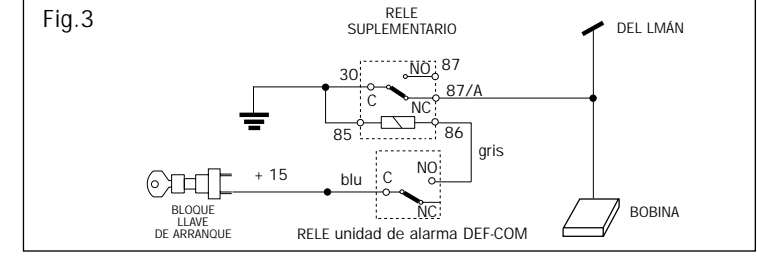 Fig.3
RELE
SUPLEMENTARIO
DEL LMÁN
NO 87
30
C
87/A
NC
85
86
gris
+ 15
blu
C
NO
NC
BLOQUE
LLAVE
DE ARRANQUE
RELE unidad de alarma DEF-COM
BOBINA